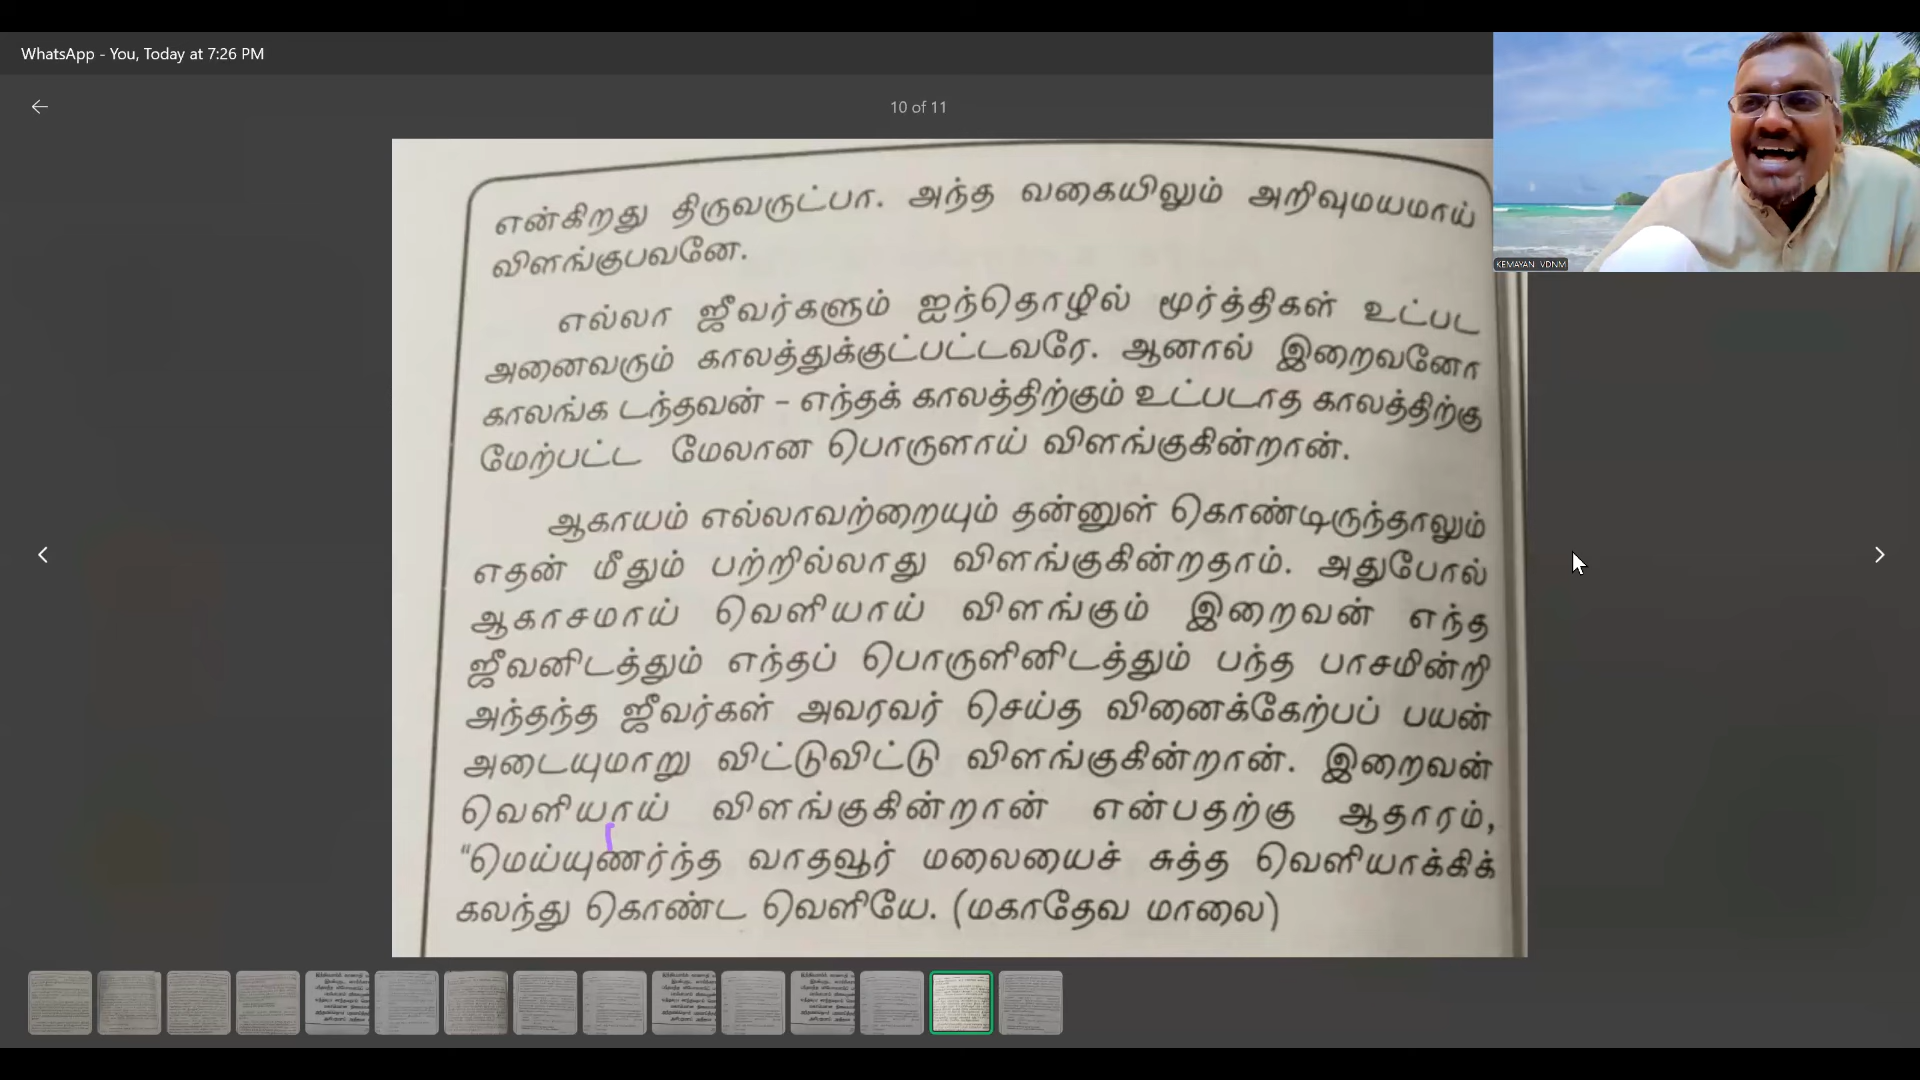 WhatsApp - You, Today at 7:26 PM
10 of 11
KEMAYAN VDNM
என்கிறது திருவருட்பா. அந்த வகையிலும் அறிவுமயமாய்
விளங்குபவனே.
எல்லா ஜீவர்களும் ஐந்தொழில் மூர்த்திகள் உட்பட
அனைவரும் காலத்துக்குட்பட்டவரே. ஆனால் இறைவனோ
காலங்க டந்தவன் – எந்தக் காலத்திற்கும் உட்படாத காலத்திற்கு
மேற்பட்ட மேலான பொருளாய் விளங்குகின்றான்.
ஆகாயம் எல்லாவற்றையும் தன்னுள் கொண்டிருந்தாலும்
எதன் மீதும் பற்றில்லாது விளங்குகின்றதாம். அதுபோல்
ஆகாசமாய் வெளியாய் விளங்கும் இறைவன் எந்த
ஜீவனிடத்தும் எந்தப் பொருளினிடத்தும் பந்த பாசமின்றி
அந்தந்த ஜீவர்கள் அவரவர் செய்த வினைக்கேற்பப் பயன்
அடையுமாறு விட்டுவிட்டு விளங்குகின்றான். இறைவன்
வெளியாய் விளங்குகின்றான் என்பதற்கு ஆதாரம்,
“மெய்யுணர்ந்த வாதவூர் மலையைச் சுத்த வெளியாக்கிக்
கலந்து கொண்ட வெளியே. (மகாதேவ மாலை)